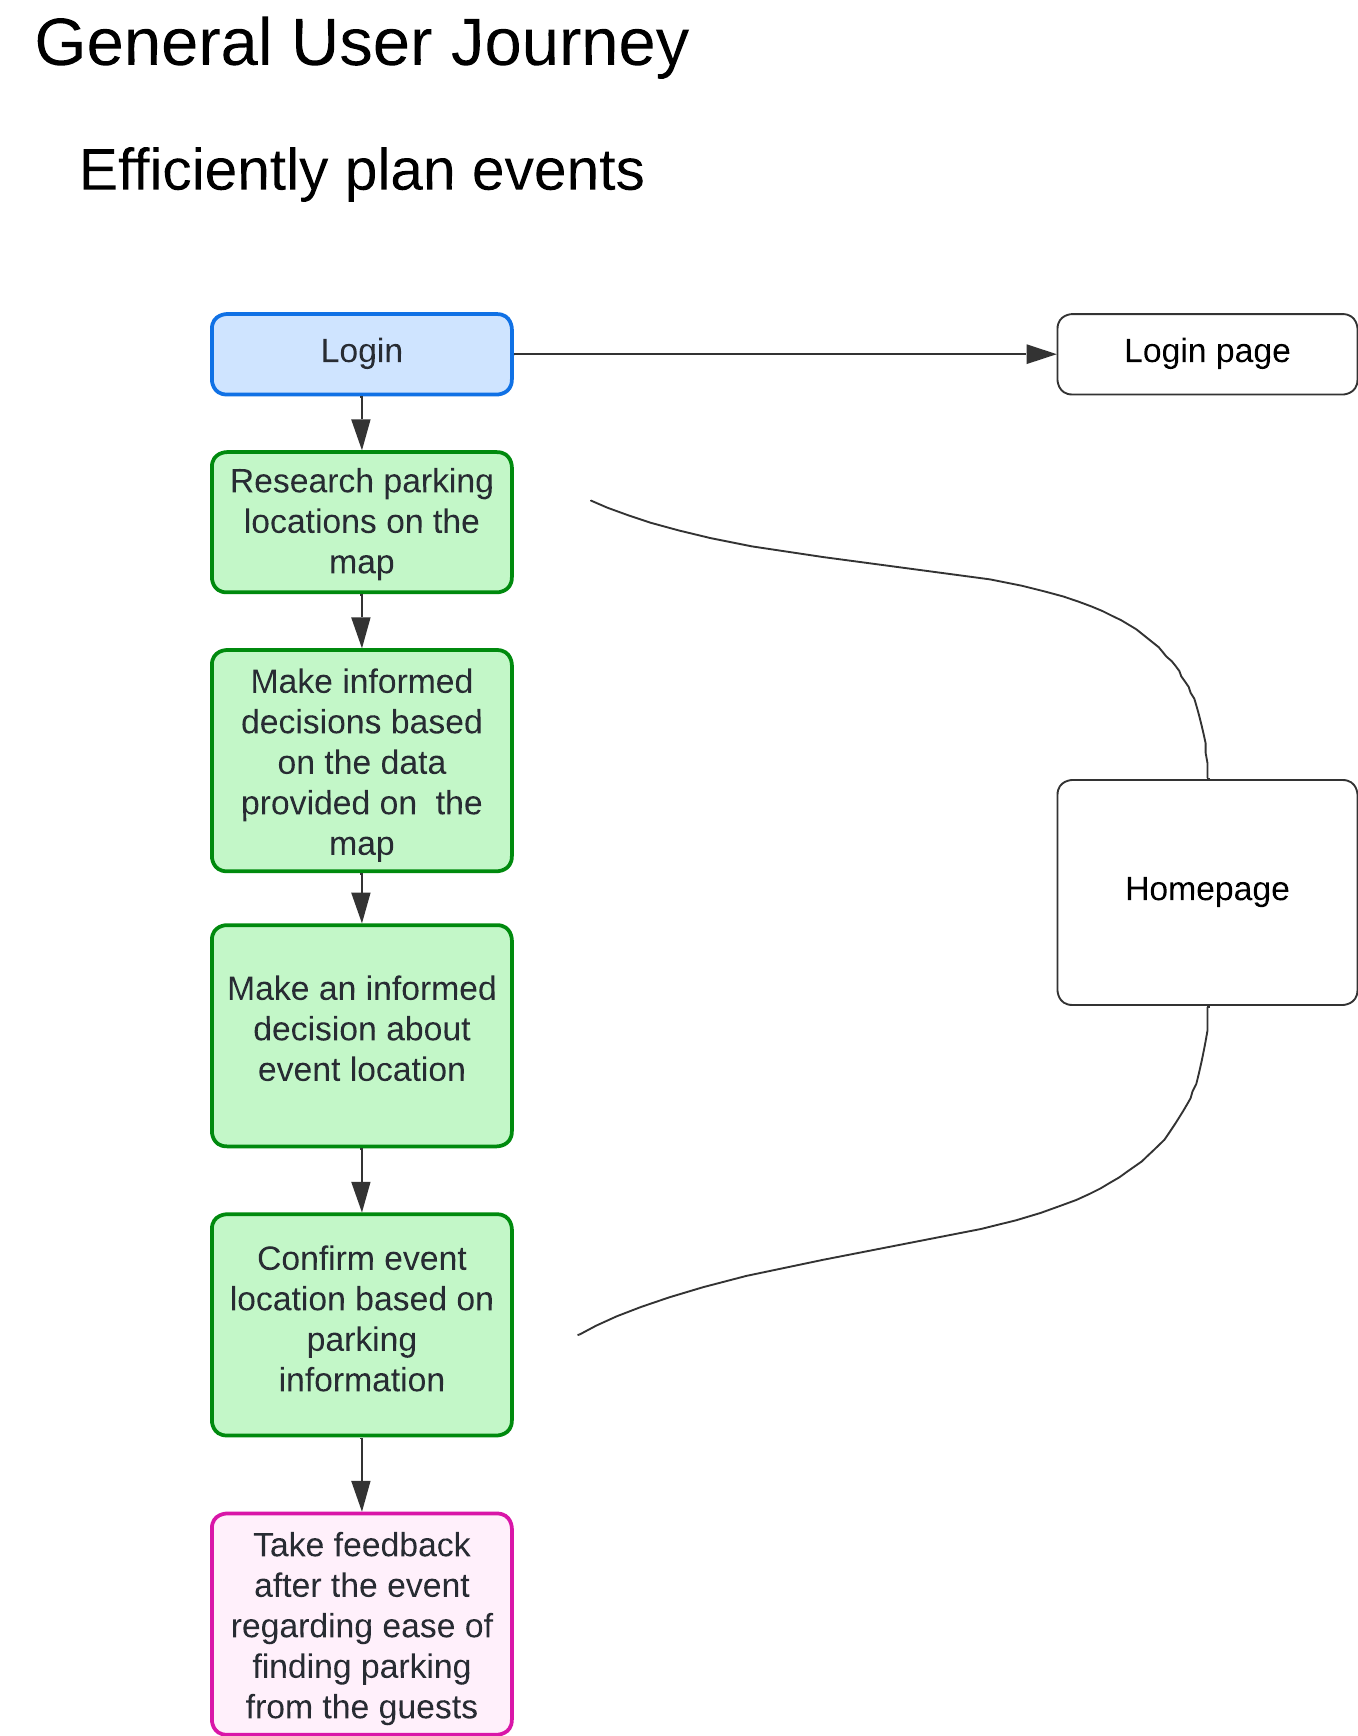 General User Journey
Efficiently plan events
Login
Login page
Research parking
locations on the
map
Make informed
decisions based
on the data
provided on  the
map
Homepage
Make an informed
decision about
event location
Confirm event
location based on
parking
information
Take feedback
after the event
regarding ease of
finding parking
from the guests